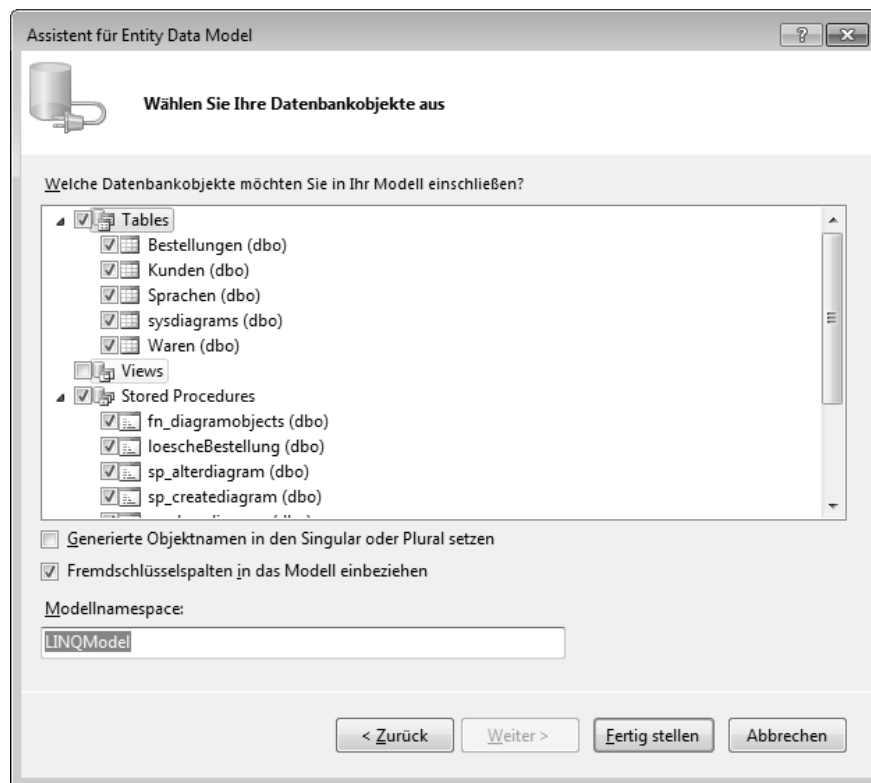 Assistent für Entity Data Model
Wählen Sie Ihre Datenbankobjekte aus
Welche Datenbankobjekte möchten Sie in Ihr Modell einschließen?
Tables
Bestellungen (dbo)
Kunden (dbo)
Sprachen (dbo)
sysdiagrams (dbo)
Waren (dbo)
Views
Stored Procedures
fn_diagramobjects (dbo)
loescheBestellung (dbo)
sp_alterdiagram (dbo)
sp_creatediagram (dbo)
Generierte Objektnamen in den Singular oder Plural setzen
Fremdschlüsselspalten in das Modell einbeziehen
Modellnamespace:
LINQModel
< Zurück Weiter > Fertig stellen Abbrechen